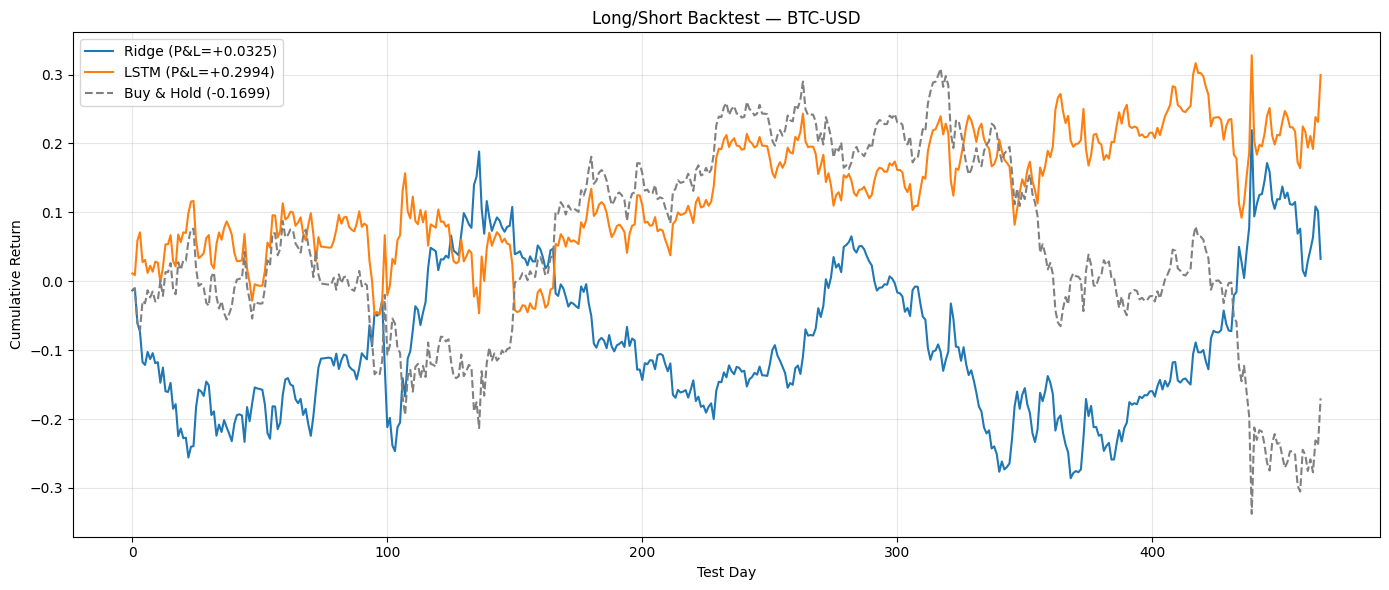 Long/Short Backtest — BTC-USD
Ridge (P&L=+0.0325)
LSTM (P&L=+0.2994)
Buy & Hold (-0.1699)
Cumulative Return
0.3
0.2
0.1
0.0
−0.1
−0.2
−0.3
0 100 200 300 400
Test Day